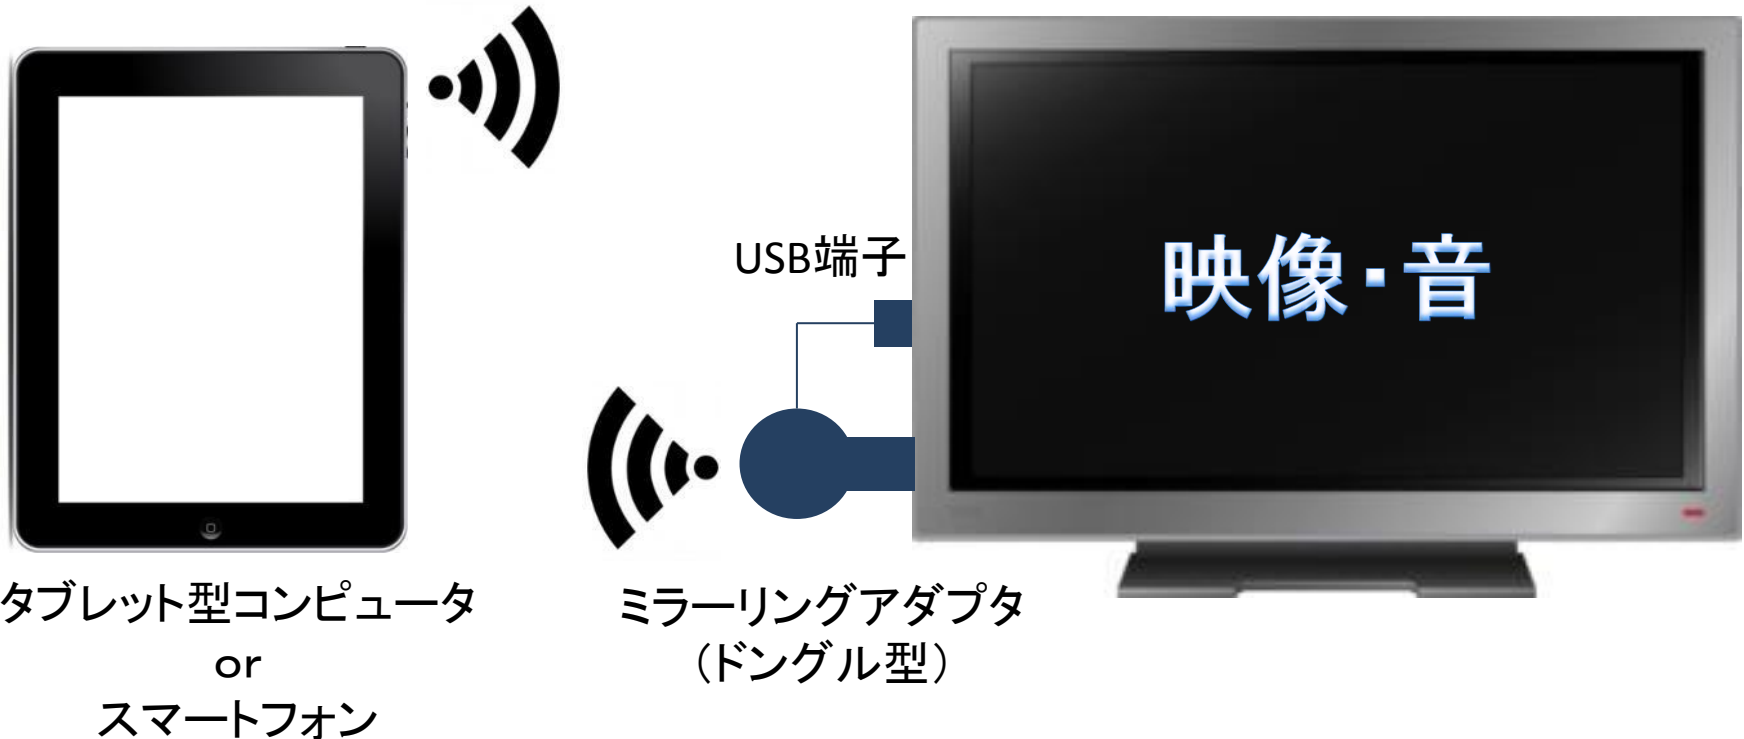 USB端子
映像・音
タブレット型コンピュータ
or
スマートフォン
ミラーリングアダプタ
（ドングル型）